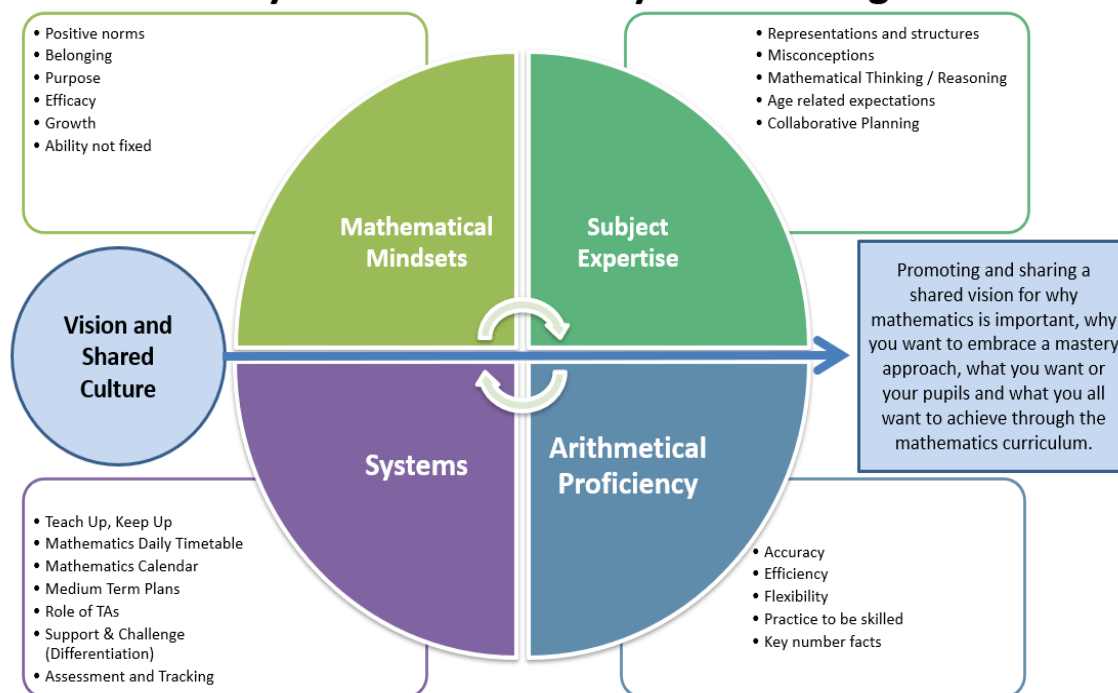 • Positive norms
• Belonging
• Purpose
• Efficacy
• Growth
• Ability not fixed
• Representations and structures
• Misconceptions
• Mathematical Thinking / Reasoning
• Age related expectations
• Collaborative Planning
Mathematical
Mindsets
Subject
Expertise
Vision and
Shared
Culture
Promoting and sharing a
shared vision for why
mathematics is important, why
you want to embrace a mastery
approach, what you want or
your pupils and what you all
want to achieve through the
mathematics curriculum.
Systems
Arithmetical
Proficiency
• Teach Up, Keep Up
• Mathematics Daily Timetable
• Mathematics Calendar
• Medium Term Plans
• Role of TAs
• Support & Challenge
(Differentiation)
• Assessment and Tracking
• Accuracy
• Efficiency
• Flexibility
• Practice to be skilled
• Key number facts